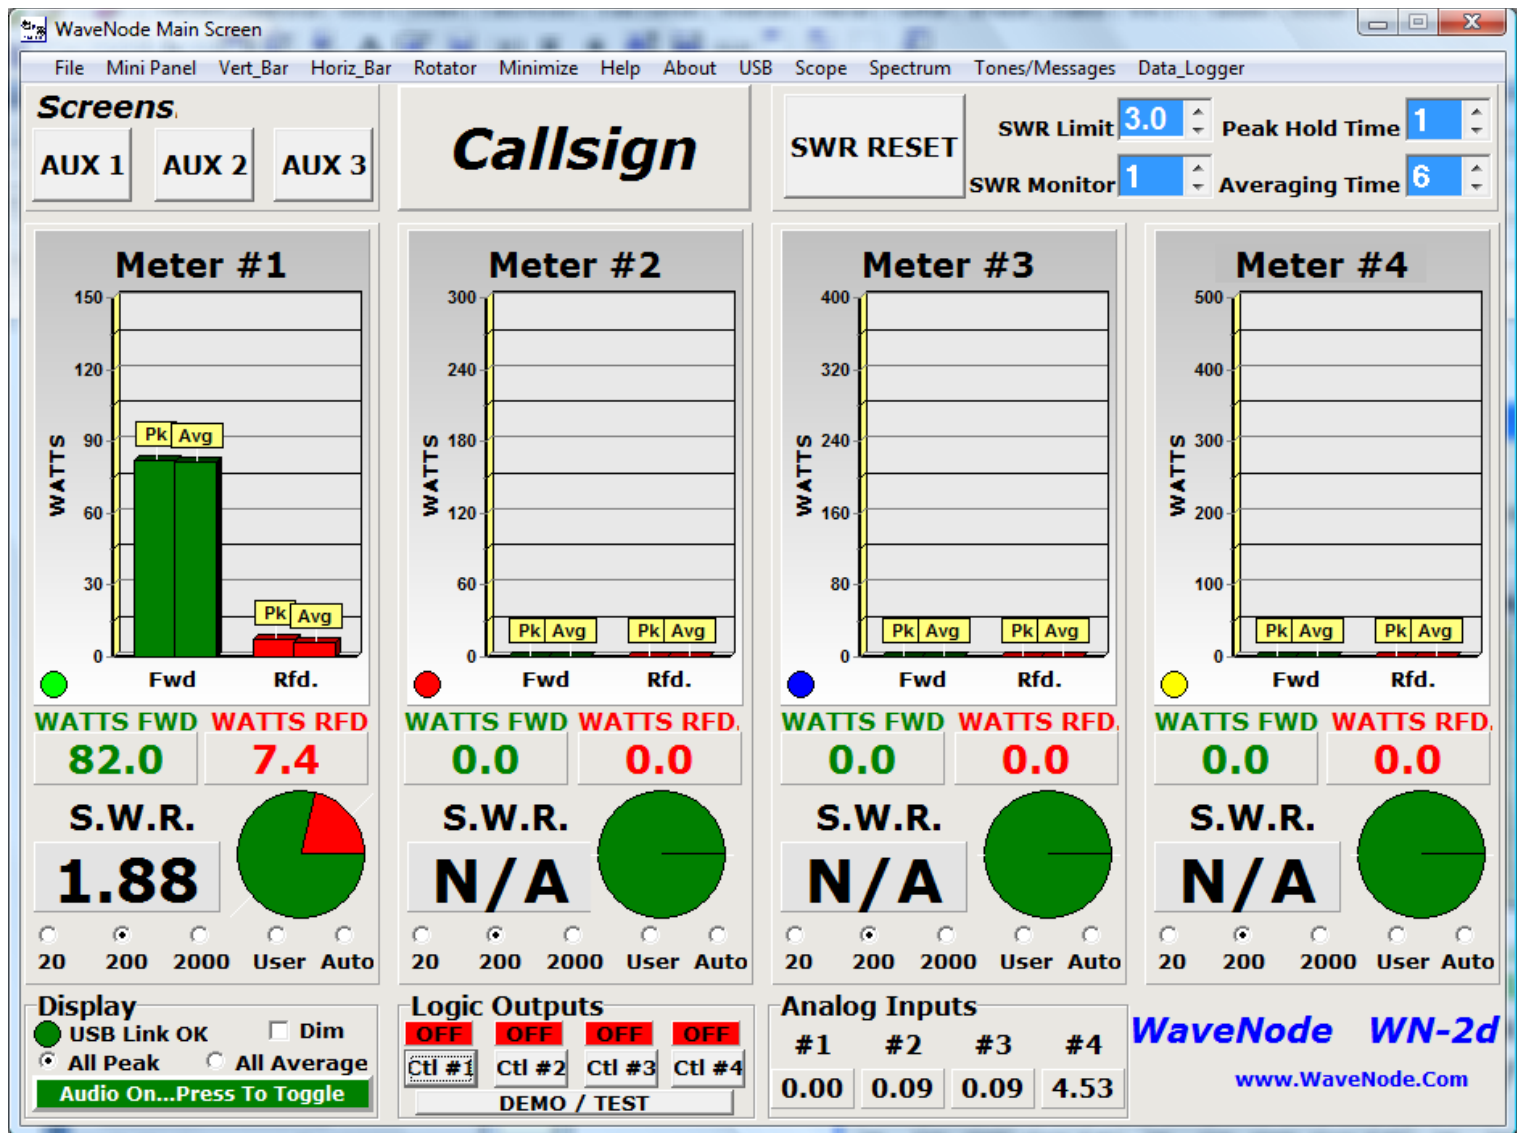 WaveNode Main Screen
File Mini Panel Vert_Bar Horiz_Bar Rotator Minimize Help About USB Scope Spectrum Tones/Messages Data_Logger
Screens
AUX 1 AUX 2 AUX 3
Callsign
SWR RESET
SWR Limit 3.0 Peak Hold Time 1
SWR Monitor 1 Averaging Time 6
Meter #1
150
120
90
60
30
0
WATTS
Pk Avg
Pk Avg
Fwd Rfd.
WATTS FWD WATTS RFD
82.0 7.4
S.W.R.
1.88
20 200 2000 User Auto
Meter #2
300
240
180
120
60
0
WATTS
Pk Avg Pk Avg
Fwd Rfd.
WATTS FWD WATTS RFD.
0.0 0.0
S.W.R.
N/A
20 200 2000 User Auto
Meter #3
400
320
240
160
80
0
WATTS
Pk Avg Pk Avg
Fwd Rfd.
WATTS FWD WATTS RFD.
0.0 0.0
S.W.R.
N/A
20 200 2000 User Auto
Meter #4
500
400
300
200
100
0
WATTS
Pk Avg Pk Avg
Fwd Rfd.
WATTS FWD WATTS RFD.
0.0 0.0
S.W.R.
N/A
20 200 2000 User Auto
Display
USB Link OK Dim
All Peak All Average
Audio On...Press To Toggle
Logic Outputs
OFF OFF OFF OFF
Ctl #1 Ctl #2 Ctl #3 Ctl #4
DEMO / TEST
Analog Inputs
#1 #2 #3 #4
0.00 0.09 0.09 4.53
WaveNode WN-2d
www.WaveNode.Com